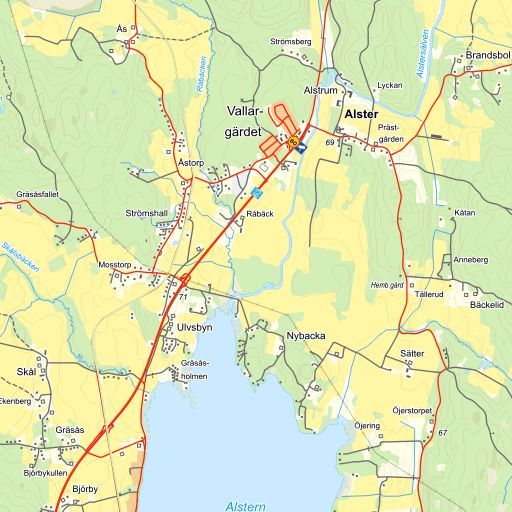 Ås
Strömsberg
Råbäcken
Alsterälven
Brandsbol
Lyckan
Alstrum
Vallar-
gärdet
Alster
Präst-
gården
69
Åstorp
Gräsåsfallet
Strömshall
Råbäck
Kåtan
Skålsbäcken
Mosstorp
Anneberg
Hemb.gård
71
Tällerud
Bäckelid
Ulvsbyn
Nybacka
Sätter
Gräsås-
holmen
Skål
Ekenberg
Öjerstorpet
Öjering
67
Gräsås
Björbykullen
Björby
Alstern